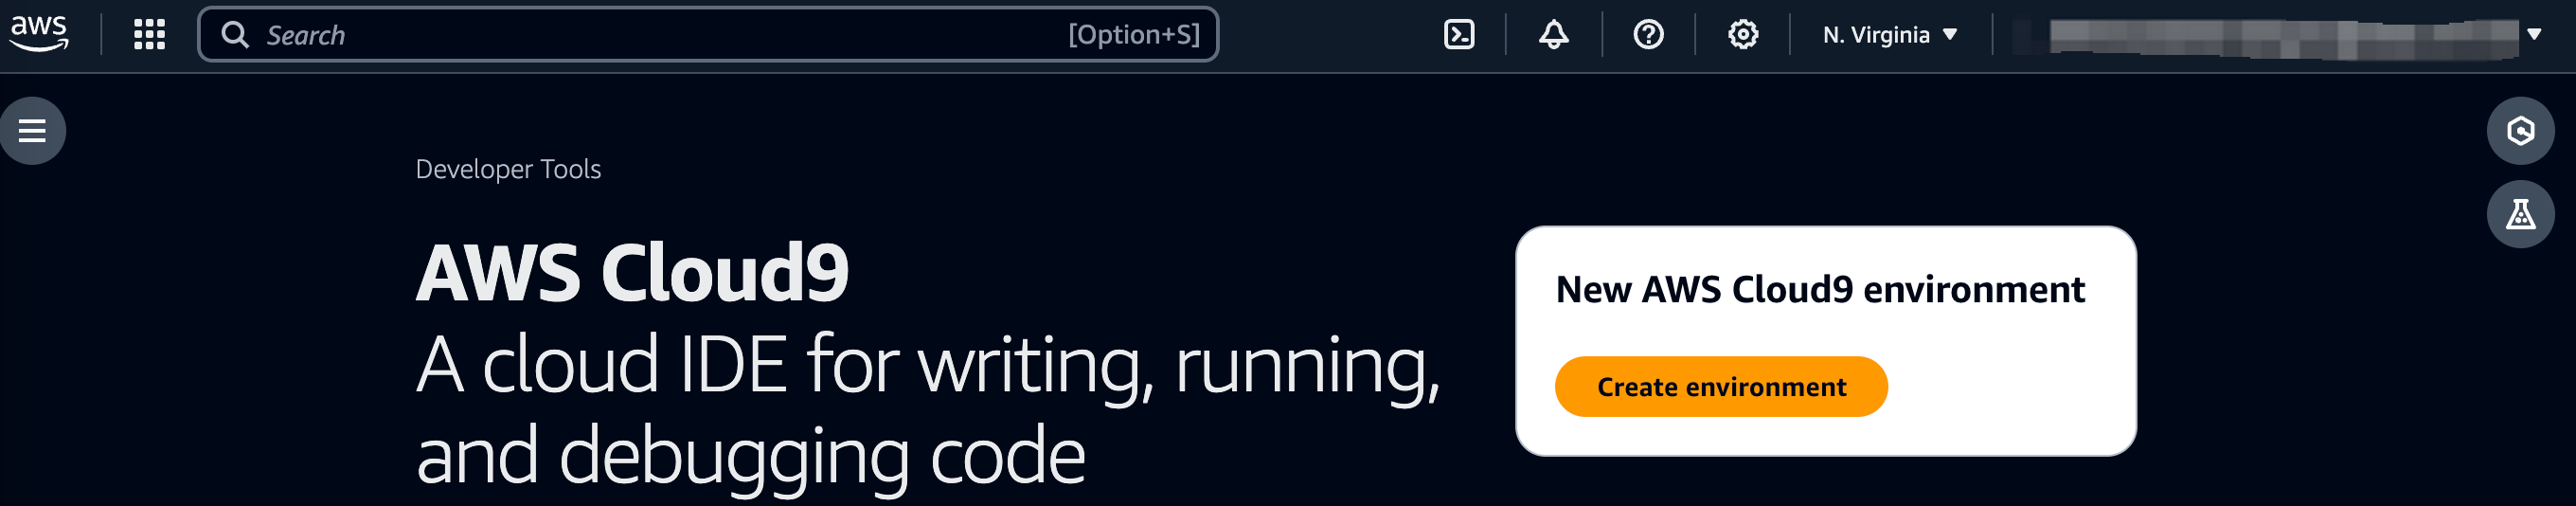 aws
Search [Option+S]
N. Virginia
Developer Tools
AWS Cloud9
A cloud IDE for writing, running,
and debugging code
New AWS Cloud9 environment
Create environment